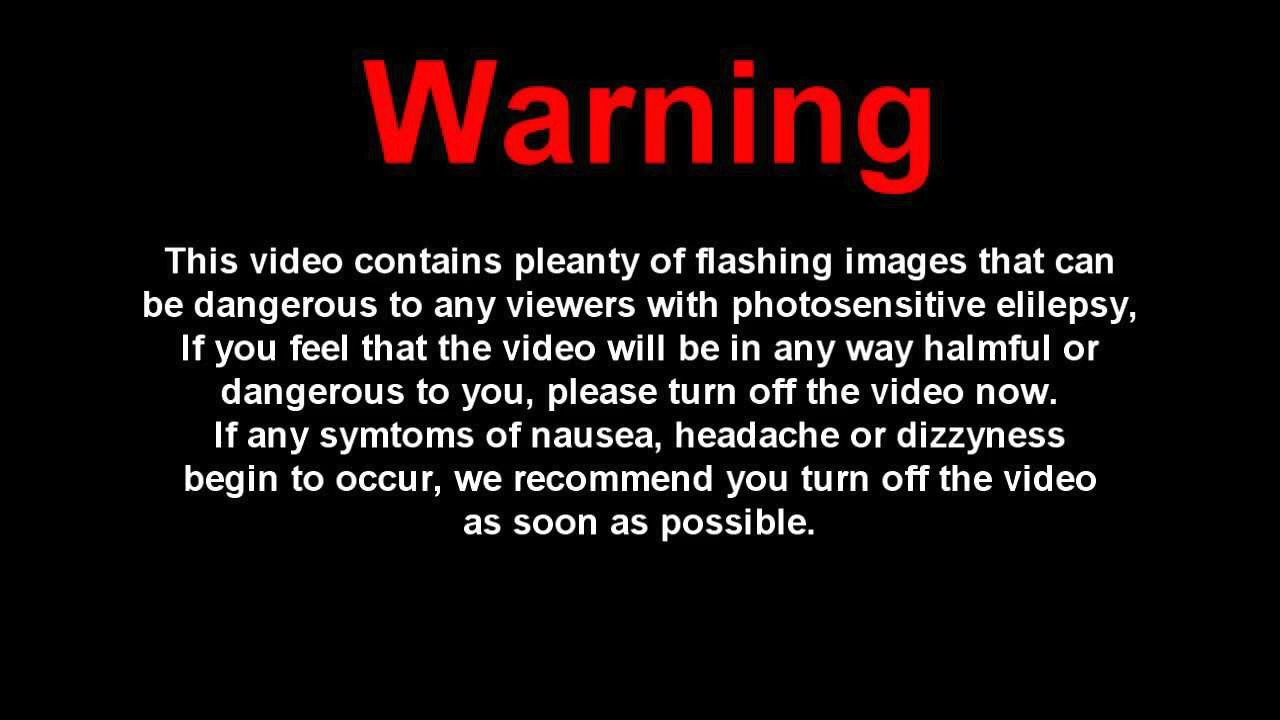 Warning
This video contains pleanty of flashing images that can
be dangerous to any viewers with photosensitive elilepsy,
If you feel that the video will be in any way halmful or
dangerous to you, please turn off the video now.
If any symtoms of nausea, headache or dizzyness
begin to occur, we recommend you turn off the video
as soon as possible.